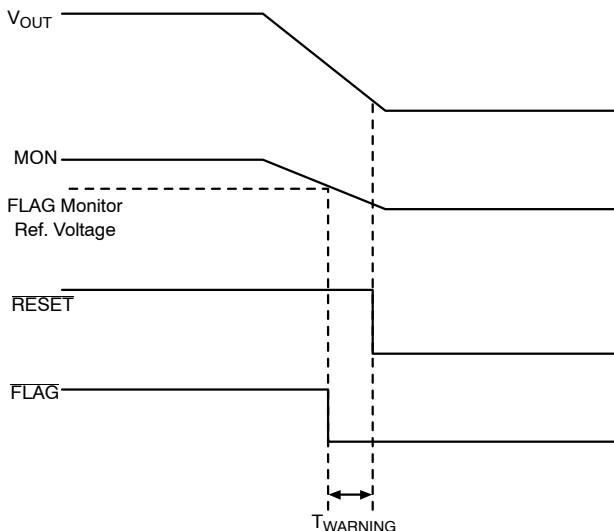 VOUT
MON
FLAG Monitor
Ref. Voltage
RESET
FLAG
TWARNING